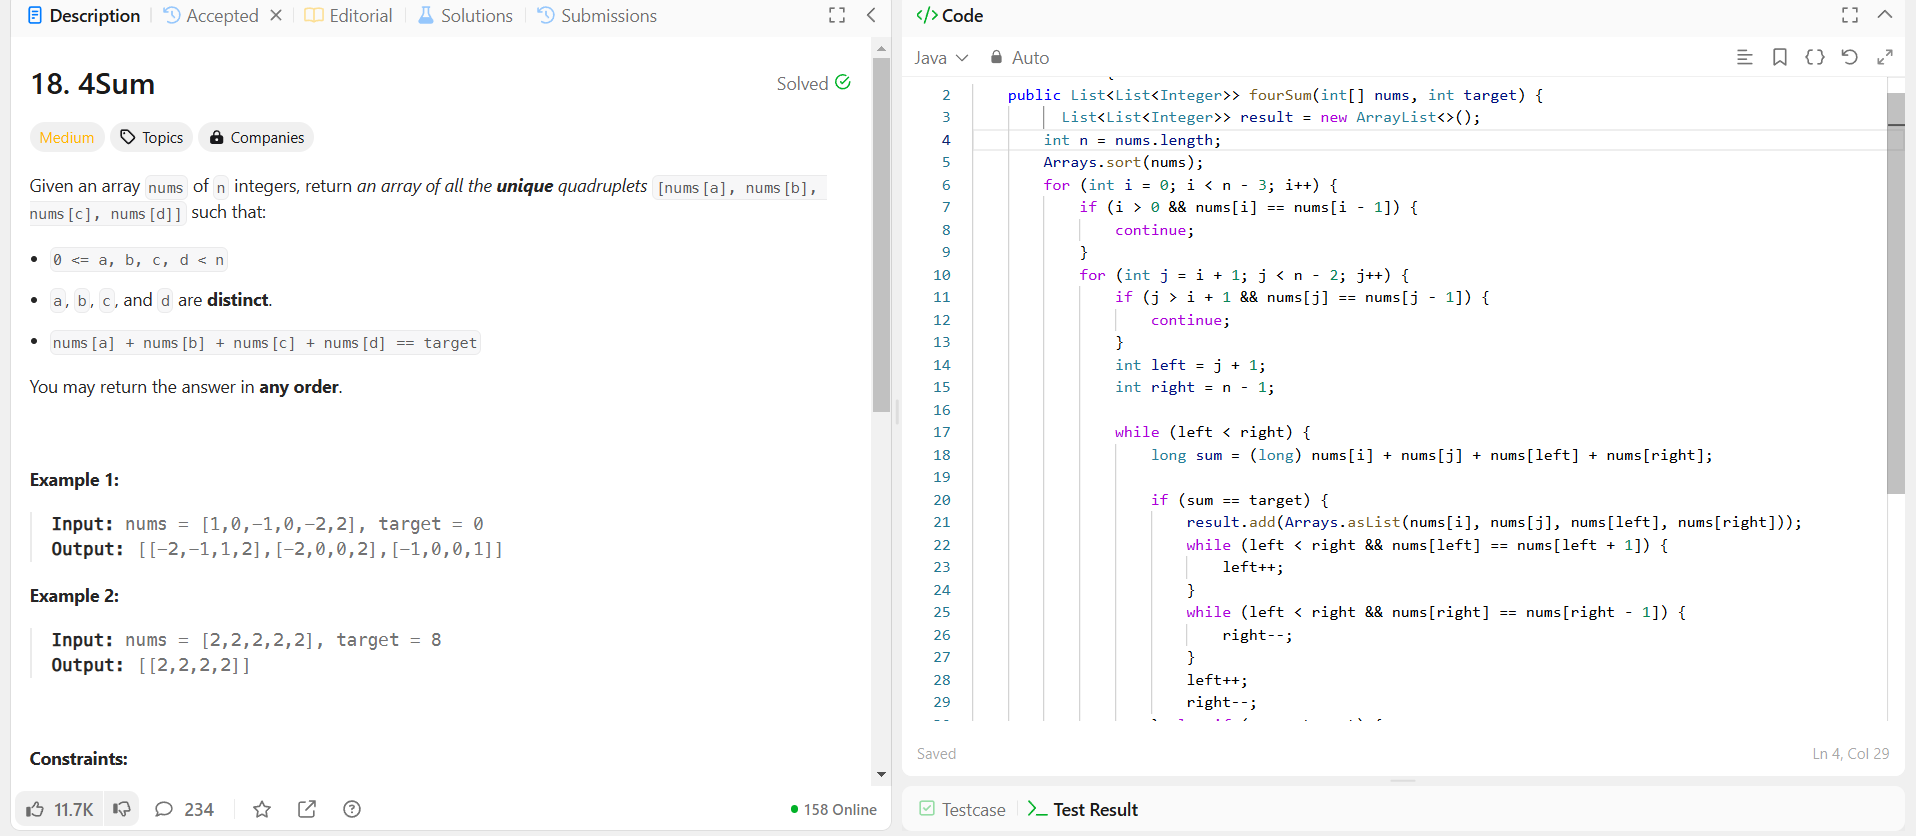 Description
Accepted
Editorial
Solutions
Submissions
18. 4Sum
Solved
Medium
Topics
Companies
Given an array nums of n integers, return an array of all the unique quadruplets [nums[a], nums[b],
nums[c], nums[d]] such that:
• 0 <= a, b, c, d < n
• a, b, c, and d are distinct.
• nums[a] + nums[b] + nums[c] + nums[d] == target
You may return the answer in any order.
Example 1:
Input: nums = [1,0,-1,0,-2,2], target = 0
Output: [[-2,-1,1,2],[-2,0,0,2],[-1,0,0,1]]
Example 2:
Input: nums = [2,2,2,2,2], target = 8
Output: [[2,2,2,2]]
Constraints:
11.7K
234
158 Online
</> Code
Java
Auto
2 public List<List<Integer>> fourSum(int[] nums, int target) {
3 List<List<Integer>> result = new ArrayList<>();
4 int n = nums.length;
5 Arrays.sort(nums);
6 for (int i = 0; i < n - 3; i++) {
7 if (i > 0 && nums[i] == nums[i - 1]) {
8 continue;
9 }
10 for (int j = i + 1; j < n - 2; j++) {
11 if (j > i + 1 && nums[j] == nums[j - 1]) {
12 continue;
13 }
14 int left = j + 1;
15 int right = n - 1;
16
17 while (left < right) {
18 long sum = (long) nums[i] + nums[j] + nums[left] + nums[right];
19
20 if (sum == target) {
21 result.add(Arrays.asList(nums[i], nums[j], nums[left], nums[right]));
22 while (left < right && nums[left] == nums[left + 1]) {
23 left++;
24 }
25 while (left < right && nums[right] == nums[right - 1]) {
26 right--;
27 }
28 left++;
29 right--;
Saved
Ln 4, Col 29
Testcase
Test Result